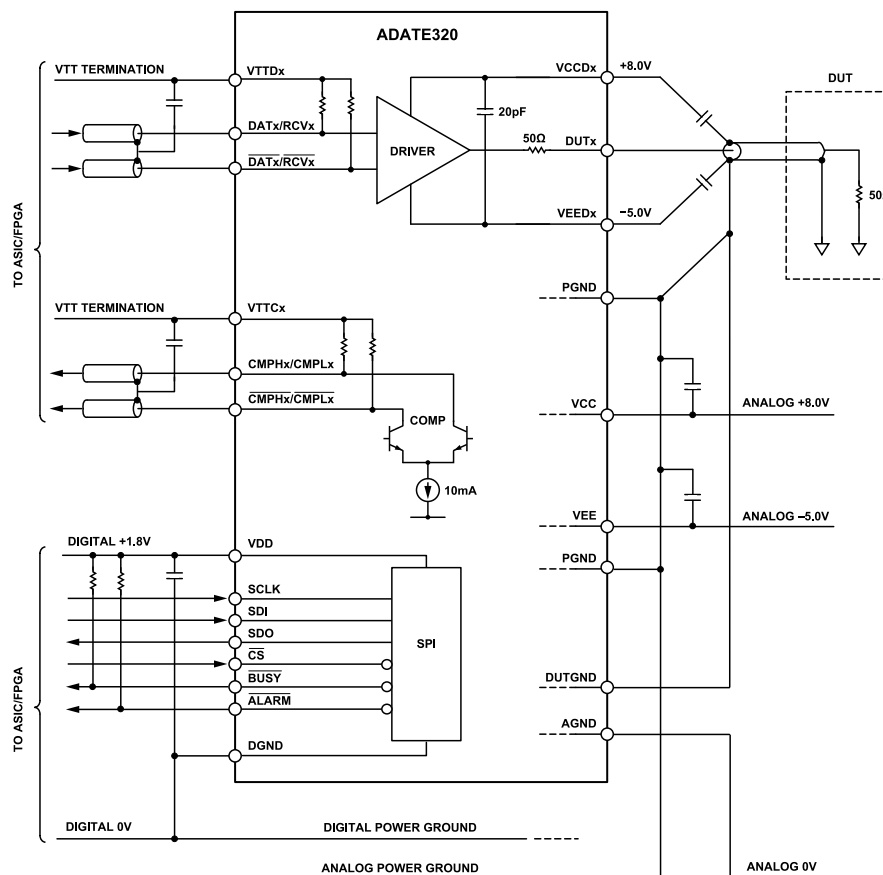 ADATE320
VTT TERMINATION
VTTDx
VCCDx
+8.0V
DUT
20pF
DATx/RCVx
50Ω
DUTx
DRIVER
DATx/RCVx
50
VEEDx
–5.0V
TO ASIC/FPGA
PGND
VTT TERMINATION
VTTCx
CMPHx/CMPLx
CMPHx/CMPLx
COMP
VCC
ANALOG +8.0V
10mA
VEE
ANALOG –5.0V
DIGITAL +1.8V
VDD
PGND
SCLK
SDI
SDO
SPI
CS
BUSY
DUTGND
ALARM
TO ASIC/FPGA
AGND
DGND
DIGITAL 0V
DIGITAL POWER GROUND
ANALOG POWER GROUND
ANALOG 0V